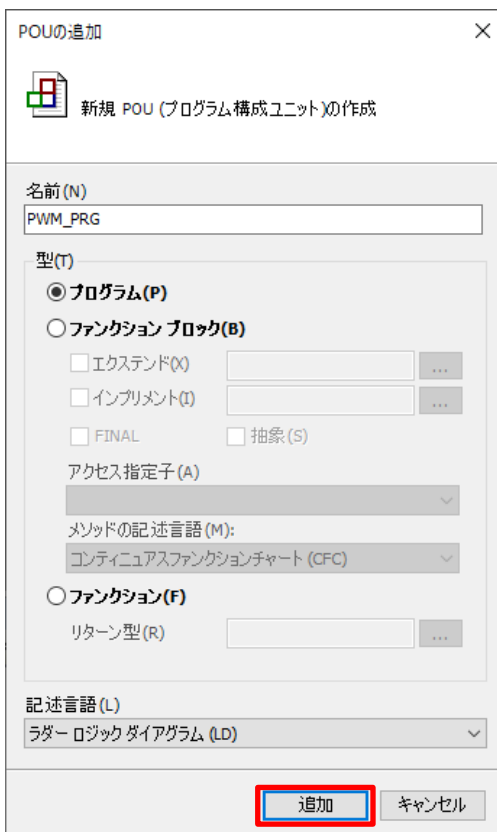 POUの追加
新規 POU (プログラム構成ユニット)の作成
名前(N)
PWM_PRG
型(T)
プログラム(P)
ファンクション ブロック(B)
エクステンド(X)
...
インプリメント(I)
...
FINAL 抽象(S)
アクセス指定子(A)
メソッドの記述言語(M):
コンティニュアスファンクションチャート (CFC)
ファンクション(F)
リターン型(R)
...
記述言語(L)
ラダー ロジック ダイアグラム (LD)
追加 キャンセル